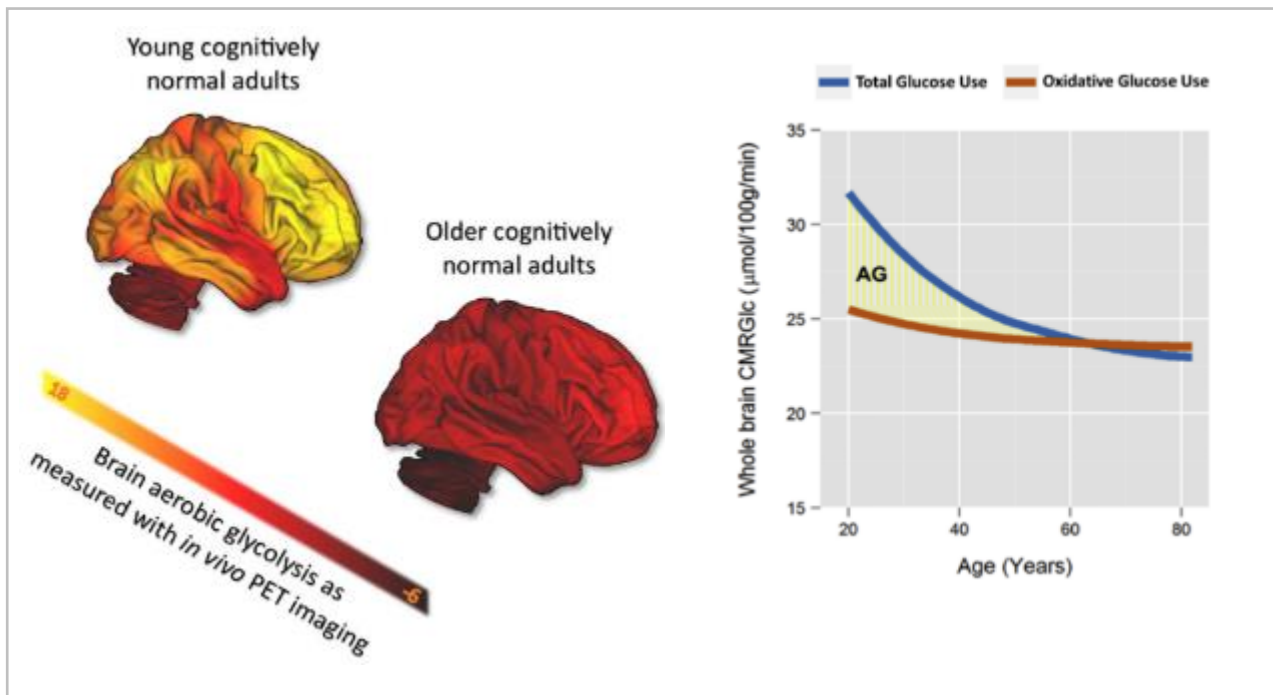 Young cognitively
normal adults
Older cognitively
normal adults
18
-6
Brain aerobic glycolysis as
measured with in vivo PET imaging
Total Glucose Use
Oxidative Glucose Use
Whole brain CMRGlc (μmol/100g/min)
35
30
25
20
15
AG
20
40
60
80
Age (Years)